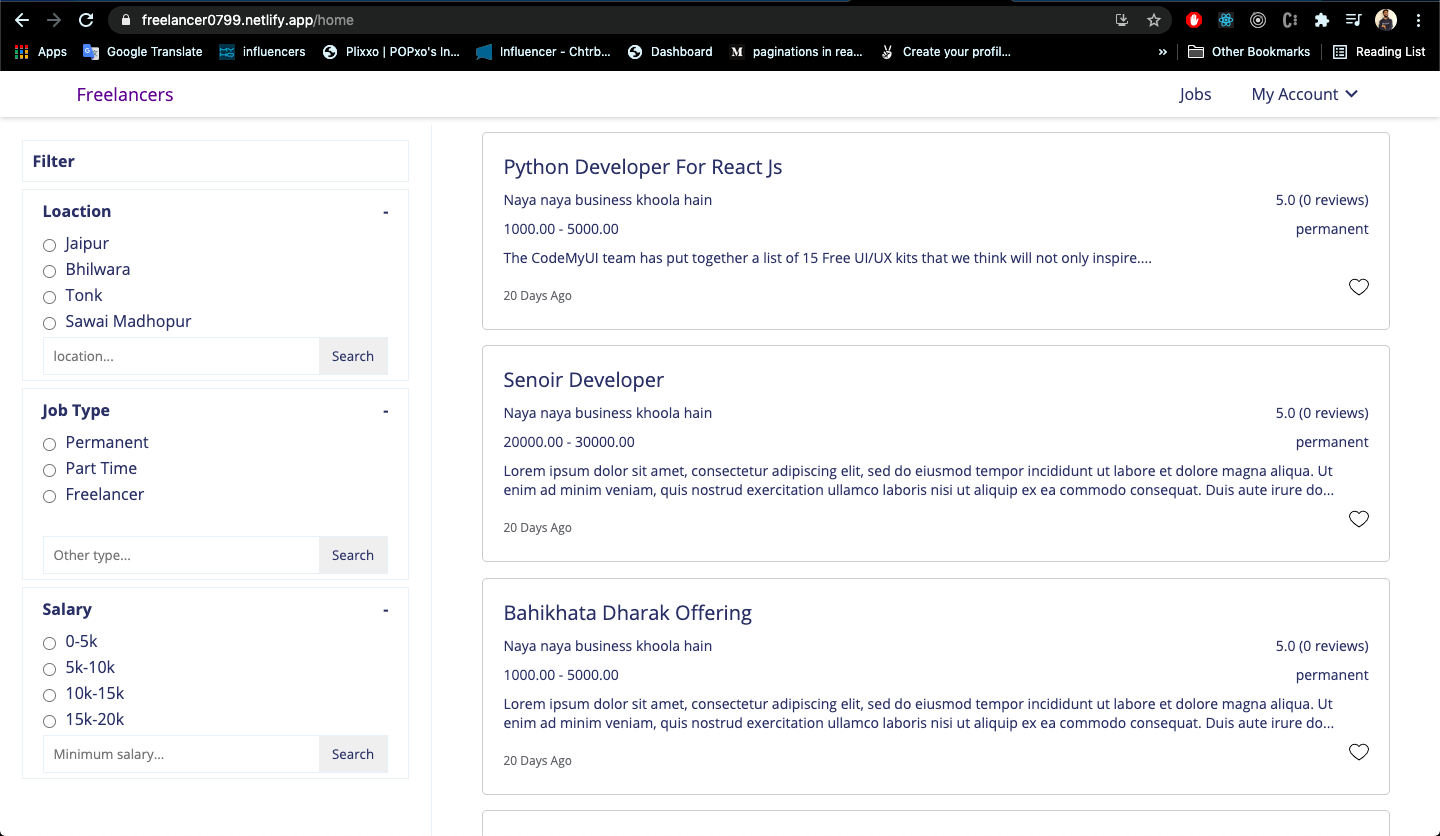 freelancer0799.netlify.app/home
Apps Google Translate influencers Plixxo | POPxo's In... Influencer - Chtrb... Dashboard M paginations in rea... Create your profil... » Other Bookmarks Reading List
Freelancers Jobs My Account
Filter
Loaction -
Jaipur
Bhilwara
Tonk
Sawai Madhopur
location... Search
Job Type -
Permanent
Part Time
Freelancer
Other type... Search
Salary -
0-5k
5k-10k
10k-15k
15k-20k
Minimum salary... Search
Python Developer For React Js
Naya naya business khoola hain 5.0 (0 reviews)
1000.00 - 5000.00 permanent
The CodeMyUI team has put together a list of 15 Free UI/UX kits that we think will not only inspire....
20 Days Ago
Senoir Developer
Naya naya business khoola hain 5.0 (0 reviews)
20000.00 - 30000.00 permanent
Lorem ipsum dolor sit amet, consectetur adipiscing elit, sed do eiusmod tempor incididunt ut labore et dolore magna aliqua. Ut
enim ad minim veniam, quis nostrud exercitation ullamco laboris nisi ut aliquip ex ea commodo consequat. Duis aute irure do...
20 Days Ago
Bahikhata Dharak Offering
Naya naya business khoola hain 5.0 (0 reviews)
1000.00 - 5000.00 permanent
Lorem ipsum dolor sit amet, consectetur adipiscing elit, sed do eiusmod tempor incididunt ut labore et dolore magna aliqua. Ut
enim ad minim veniam, quis nostrud exercitation ullamco laboris nisi ut aliquip ex ea commodo consequat. Duis aute irure do...
20 Days Ago